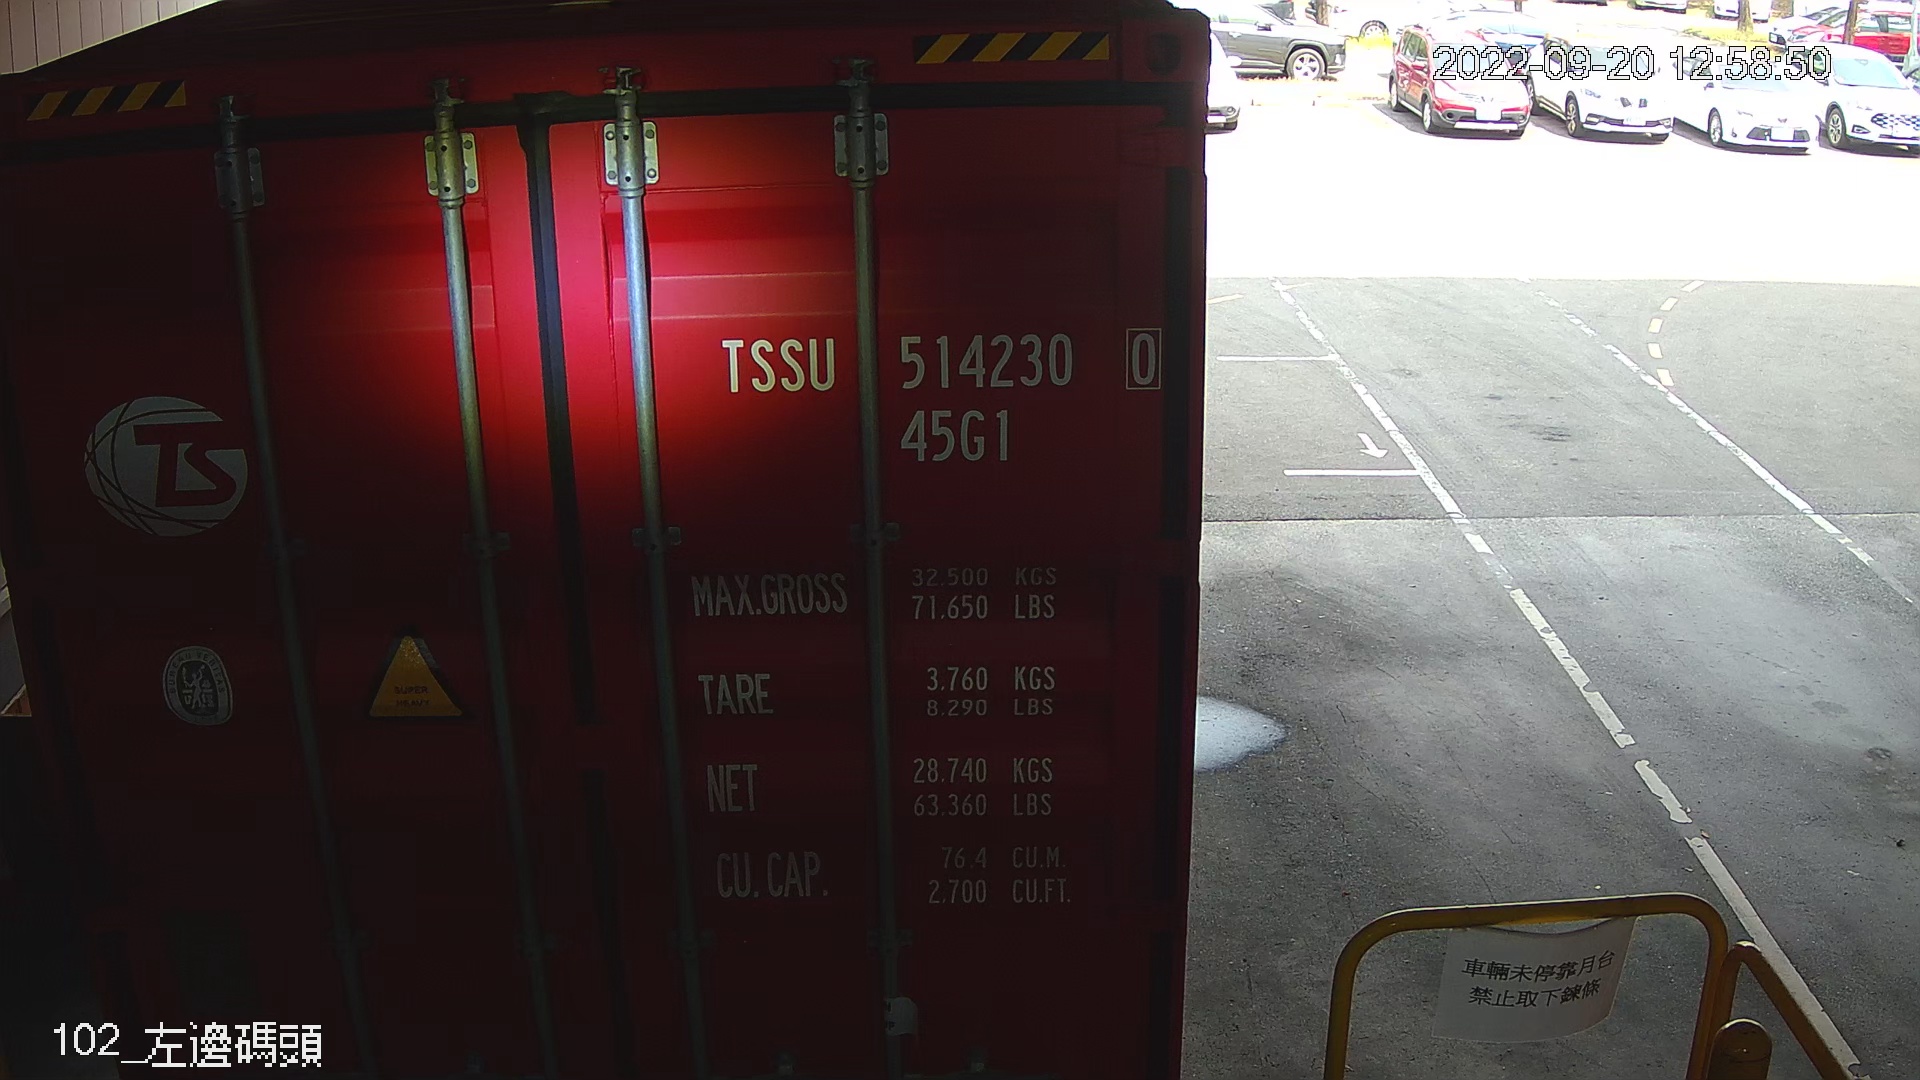 2022-09-20 12:58:50
TSSU 514230 0
45G1
TS
MAX.GROSS 32.500 KGS
71.650 LBS
TARE 3.760 KGS
8.290 LBS
NET 28.740 KGS
63.360 LBS
CU. CAP. 76.4 CU.M.
2.700 CU.FT.
SUPER
HEAVY
車輛未停靠月台
禁止取下鍊條
102_左邊碼頭